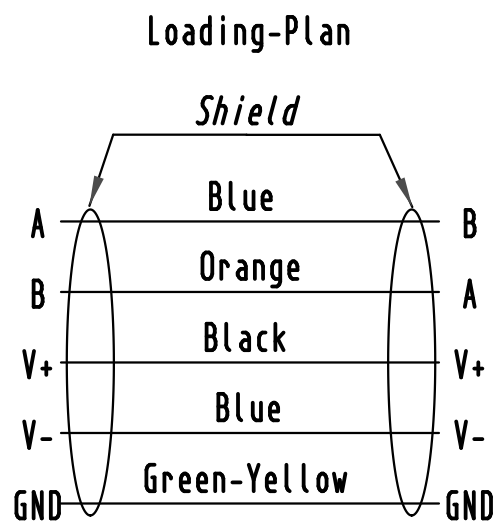 Loading-Plan
Shield
A Blue B
B Orange A
V+ Black V+
V- Blue V-
GND Green-Yellow GND